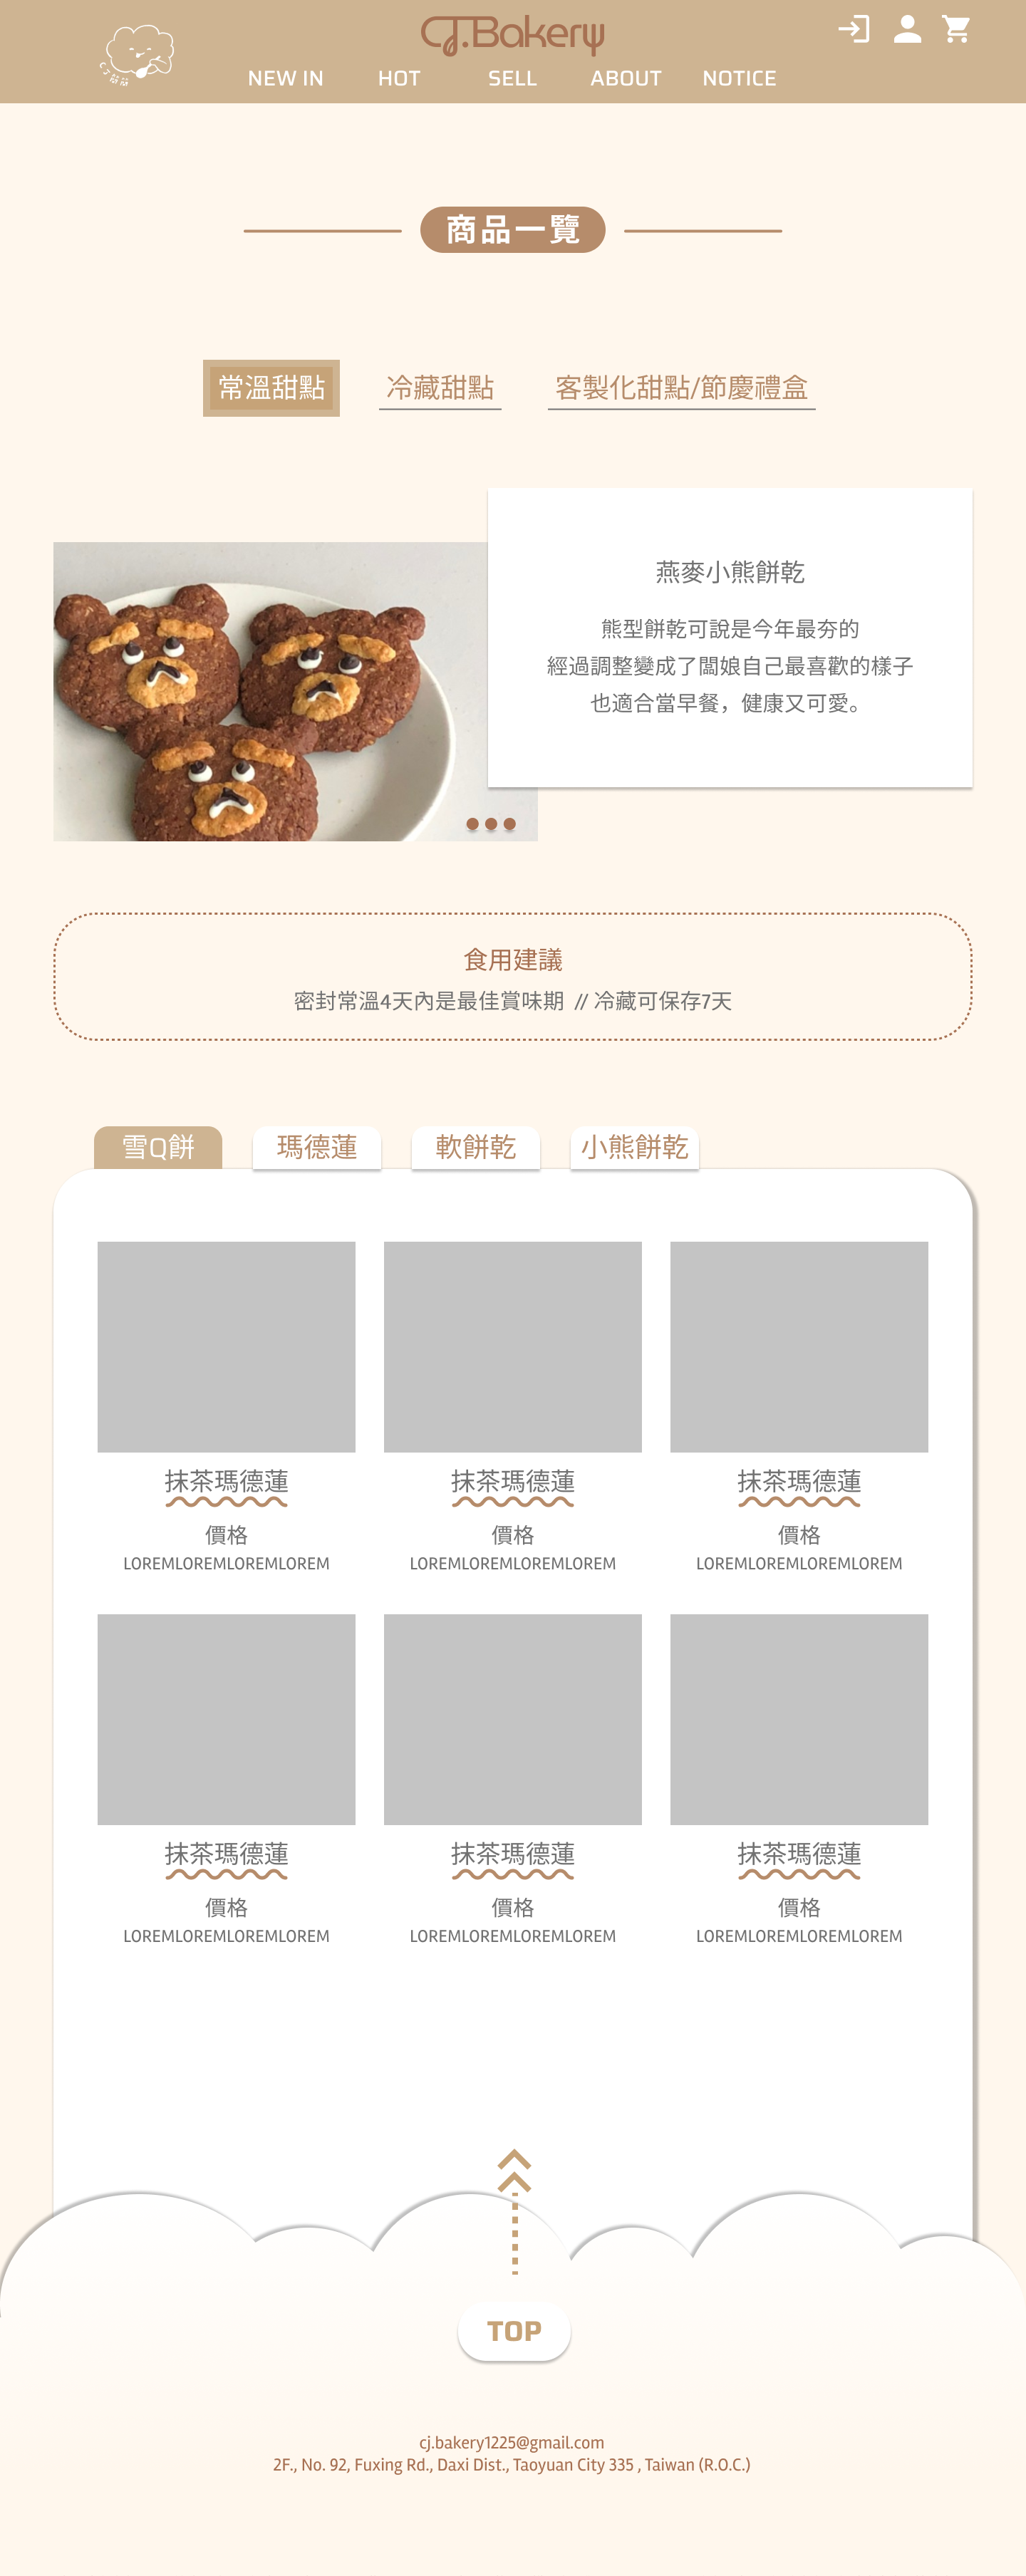 CJ.Bakery
NEW IN
HOT
SELL
ABOUT
NOTICE
商品一覽
常溫甜點
冷藏甜點
客製化甜點/節慶禮盒
燕麥小熊餅乾
熊型餅乾可說是今年最夯的
經過調整變成了闆娘自己最喜歡的樣子
也適合當早餐，健康又可愛。
食用建議
密封常溫4天內是最佳賞味期 // 冷藏可保存7天
雪Q餅
瑪德蓮
軟餅乾
小熊餅乾
抹茶瑪德蓮
價格
LOREMLOREMLOREMLOREM
抹茶瑪德蓮
價格
LOREMLOREMLOREMLOREM
抹茶瑪德蓮
價格
LOREMLOREMLOREMLOREM
抹茶瑪德蓮
價格
LOREMLOREMLOREMLOREM
抹茶瑪德蓮
價格
LOREMLOREMLOREMLOREM
抹茶瑪德蓮
價格
LOREMLOREMLOREMLOREM
TOP
cj.bakery1225@gmail.com
2F., No. 92, Fuxing Rd., Daxi Dist., Taoyuan City 335 , Taiwan (R.O.C.)